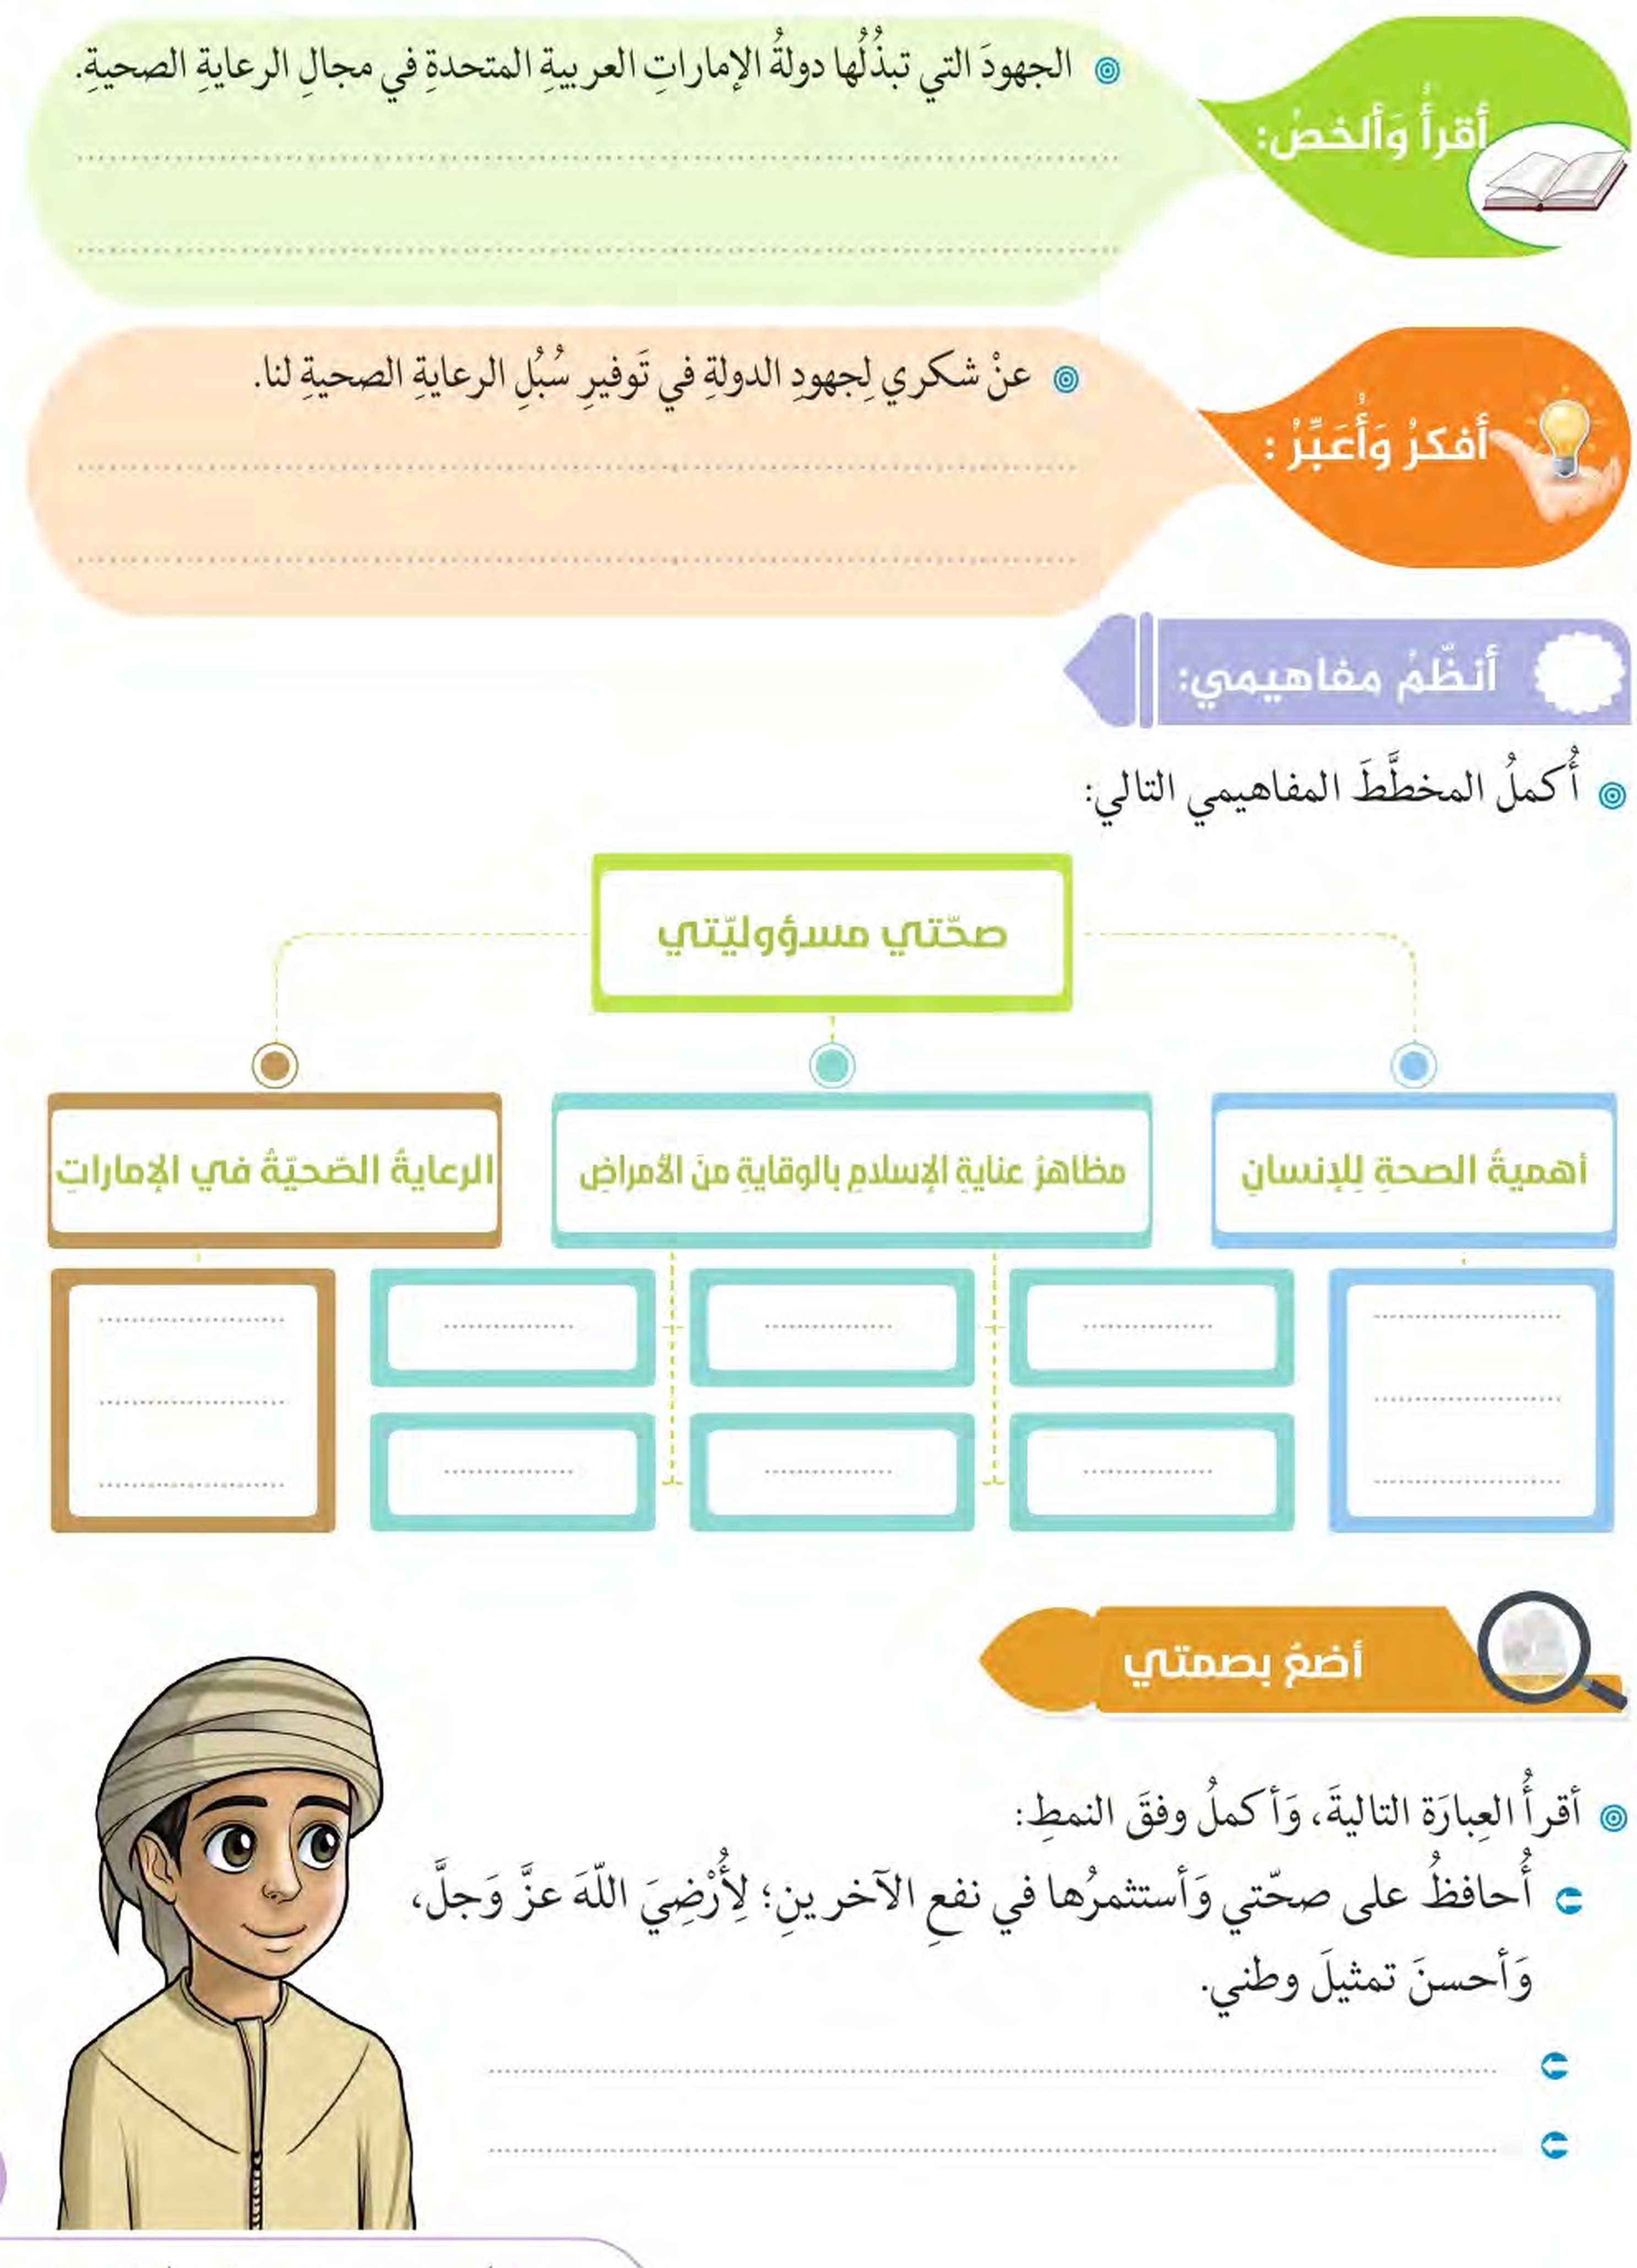 أقرأُ وَألخصُ:
الجهودَ التي تبذُلُها دولةُ الإماراتِ العربيةِ المتحدةِ في مجالِ الرعايةِ الصحيةِ.
أفكرُ وَأُعَبِّرُ :
عنْ شكري لِجهودِ الدولةِ في تَوفيرِ سُبُلِ الرعايةِ الصحيةِ لنا.
أنظّمُ مفاهيمي:
أُكملُ المخطَّطَ المفاهيمي التالي:
صحّتي مسؤوليّتي
أهميةُ الصحةِ لِلإنسانِ
مظاهرُ عنايةِ الإسلامِ بالوقايةِ منَ الأمراضِ
الرعايةُ الصّحيّةُ في الإماراتِ
أضعُ بصمتي
أقرأُ العِبارَة التاليةَ، وَأكملُ وفقَ النمطِ:
أُحافظُ على صحّتي وَأستثمرُها في نفعِ الآخرينِ؛ لِأُرْضِيَ اللّهَ عزَّ وَجلَّ،
وَأحسنَ تمثيلَ وطني.